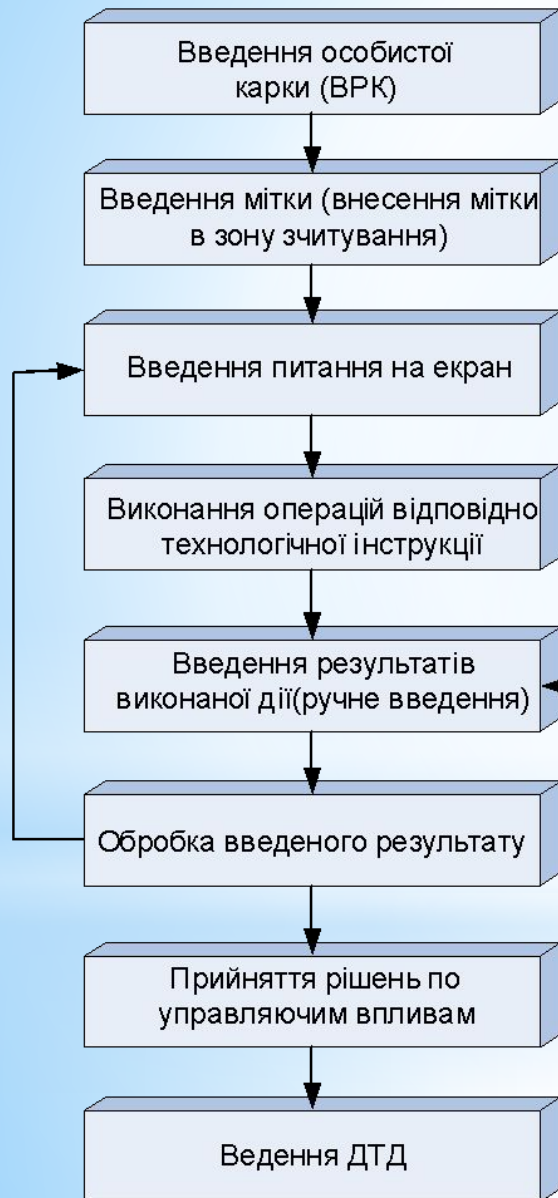 Введення особистої
карки (ВРК)
Введення мітки (внесення мітки
в зону зчитування)
Введення питання на екран
Виконання операцій відповідно
технологічної інструкції
Введення результатів
виконаної дії(ручне введення)
Обробка введеного результату
Прийняття рішень по
управляючим впливам
Ведення ДТД